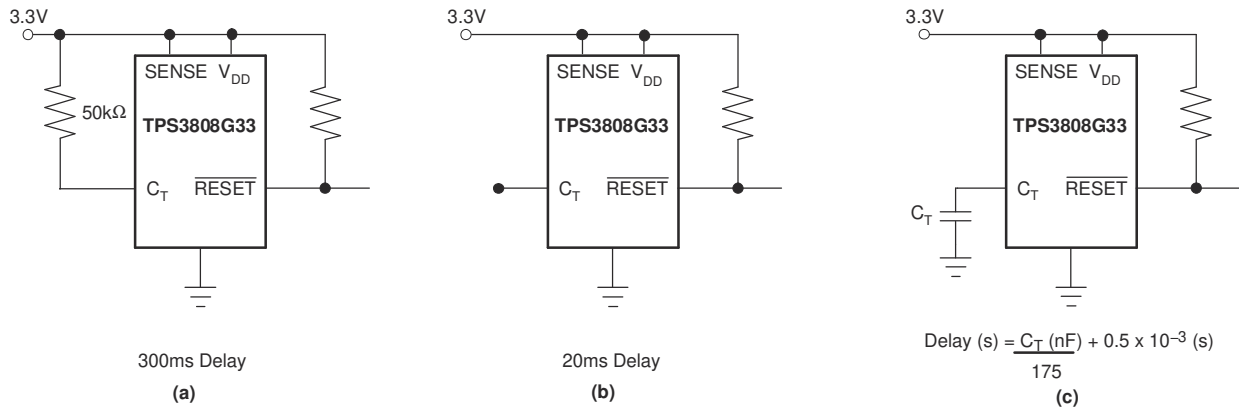 3.3V
SENSE V_DD
50kΩ
TPS3808G33
C_T RESET
300ms Delay
(a)
3.3V
SENSE V_DD
TPS3808G33
C_T RESET
20ms Delay
(b)
3.3V
SENSE V_DD
TPS3808G33
C_T RESET
C_T
Delay (s) = C_T (nF) + 0.5 x 10^–3 (s)
175
(c)